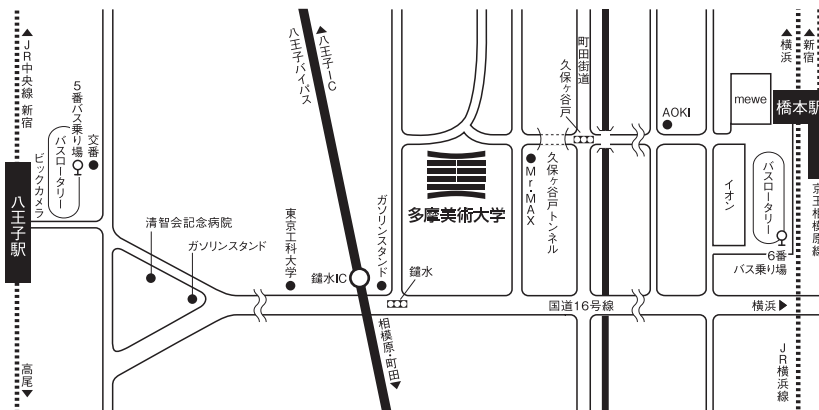 ◀JR中央線 新宿
5番バス乗り場
バスロータリー
交番
ビックカメラ
八王子駅
高尾▶
清智会記念病院
ガソリンスタンド
東京工科大学
鑓水IC
八王子バイパス
◀八王子IC
ガソリンスタンド
鑓水
相模原・町田▶
多摩美術大学
Mr・MAX
久保ヶ谷戸トンネル
久保ヶ谷戸
町田街道
国道16号線
AOKI
mewe
◀横浜
◀新宿
橋本駅
イオン
バスロータリー
6番
バス乗り場
京王相模原線
横浜▶
JR横浜線